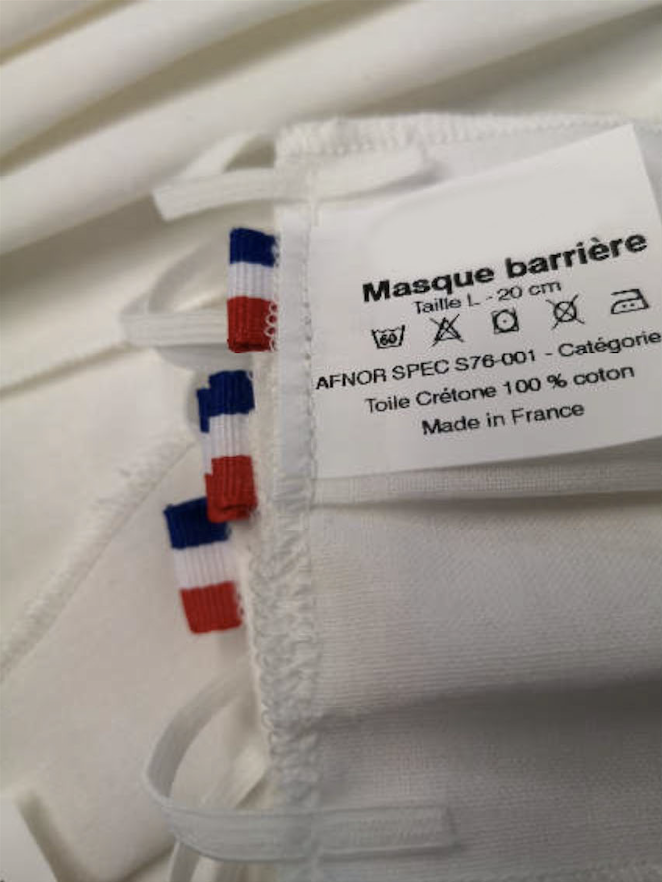 Masque barrière
Taille L - 20 cm
60
AFNOR SPEC S76-001 - Catégorie
Toile Crétone 100 % coton
Made in France